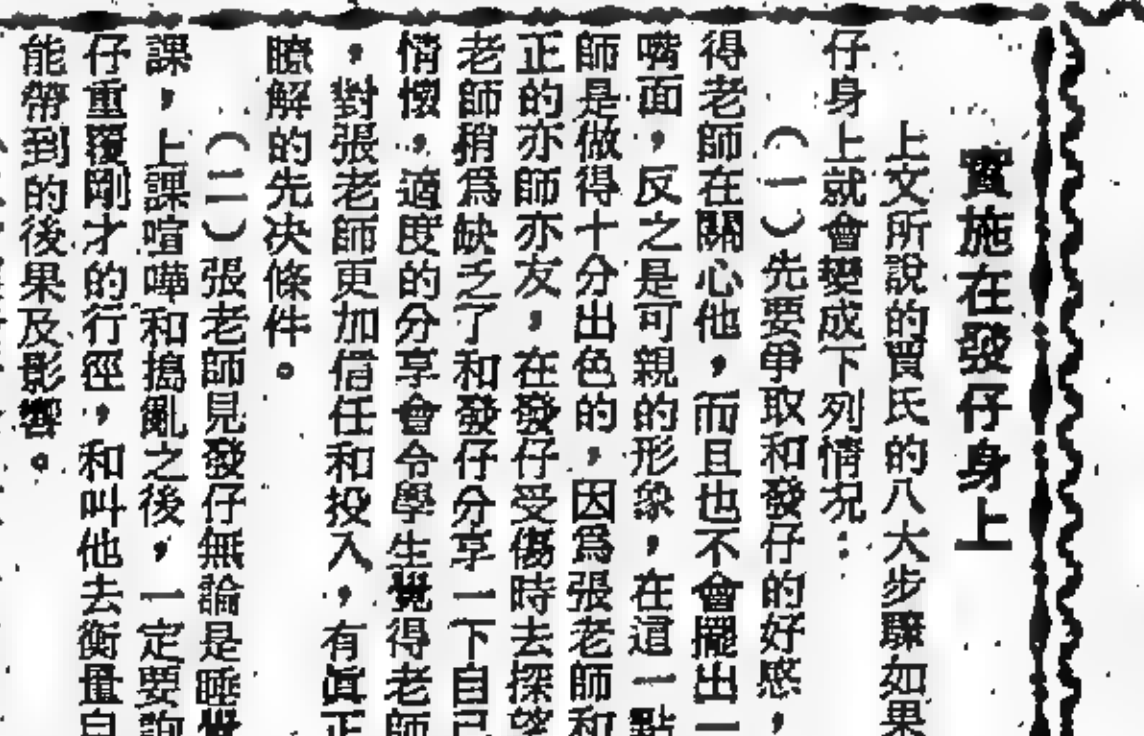 實施在發仔身上
上文所說的賈氏的八大步驟如果
仔身上就會變成下列情況：
（一）先要爭取和發仔的好感，
得老師在關心他，而且也不會擺出一
嘴面，反之是可親的形象，在這一點
師是做得十分出色的，因爲張老師和
正的亦師亦友，在發仔受傷時去探望
老師稍爲缺乏了和發仔分享一下自己
情懷，適度的分享會令學生覺得老師
，對張老師更加信任和投入，有眞正
瞭解的先决條件。
（二）張老師見發仔無論是睡覺
課，上課喧嘩和搗亂之後，一定要詢
仔重覆剛才的行徑，和叫他去衡量自
能帶到的後果及影響。